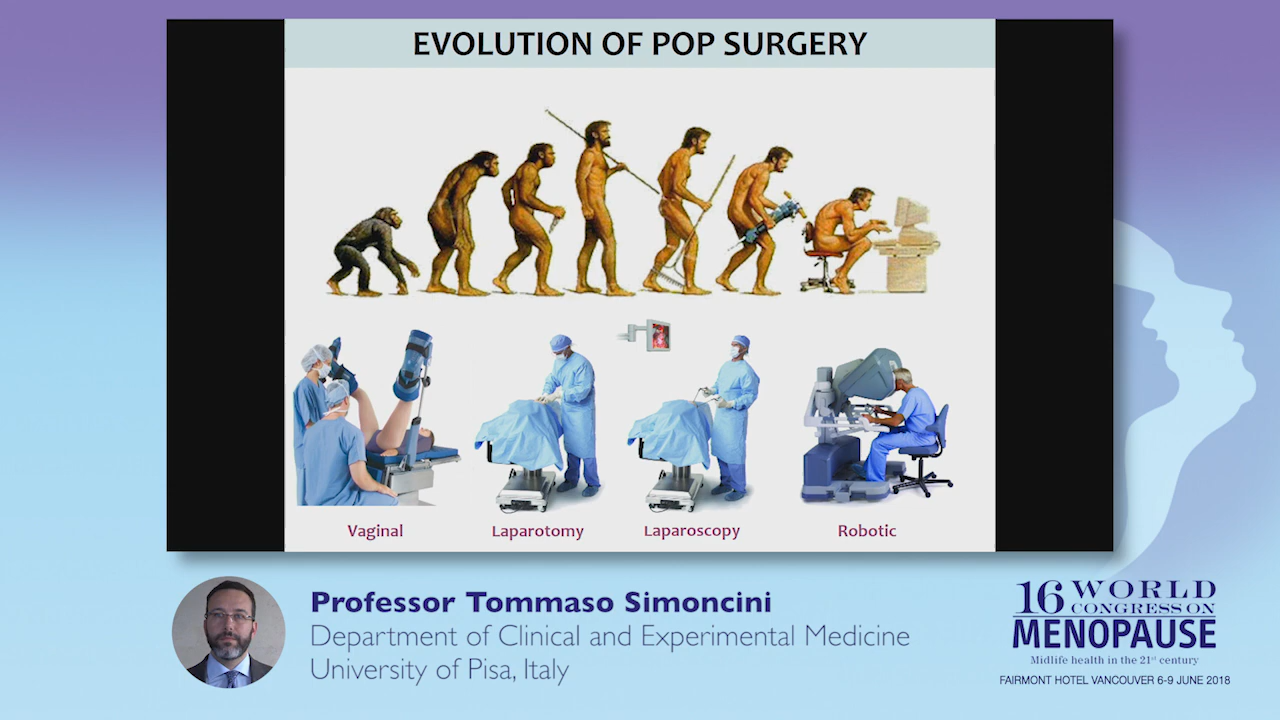 EVOLUTION OF POP SURGERY
Vaginal
Laparotomy
Laparoscopy
Robotic
Professor Tommaso Simoncini
Department of Clinical and Experimental Medicine
University of Pisa, Italy
16 WORLD
CONGRESS ON
MENOPAUSE
Midlife health in the 21st century
FAIRMONT HOTEL VANCOUVER 6-9 JUNE 2018